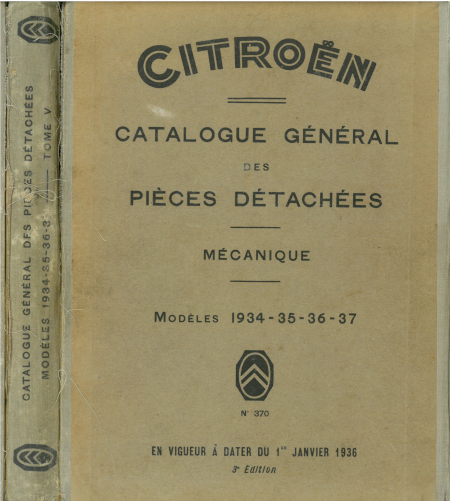 CATALOGUE GÉNÉRAL DES PIÈCES DÉTACHÉES
MODÈLES 1934-35-36-3 — TOME V
CITROËN
CATALOGUE GÉNÉRAL
DES
PIÈCES DÉTACHÉES
MÉCANIQUE
MODÈLES 1934-35-36-37
N° 370
EN VIGUEUR À DATER DU 1er JANVIER 1936
3e Edition